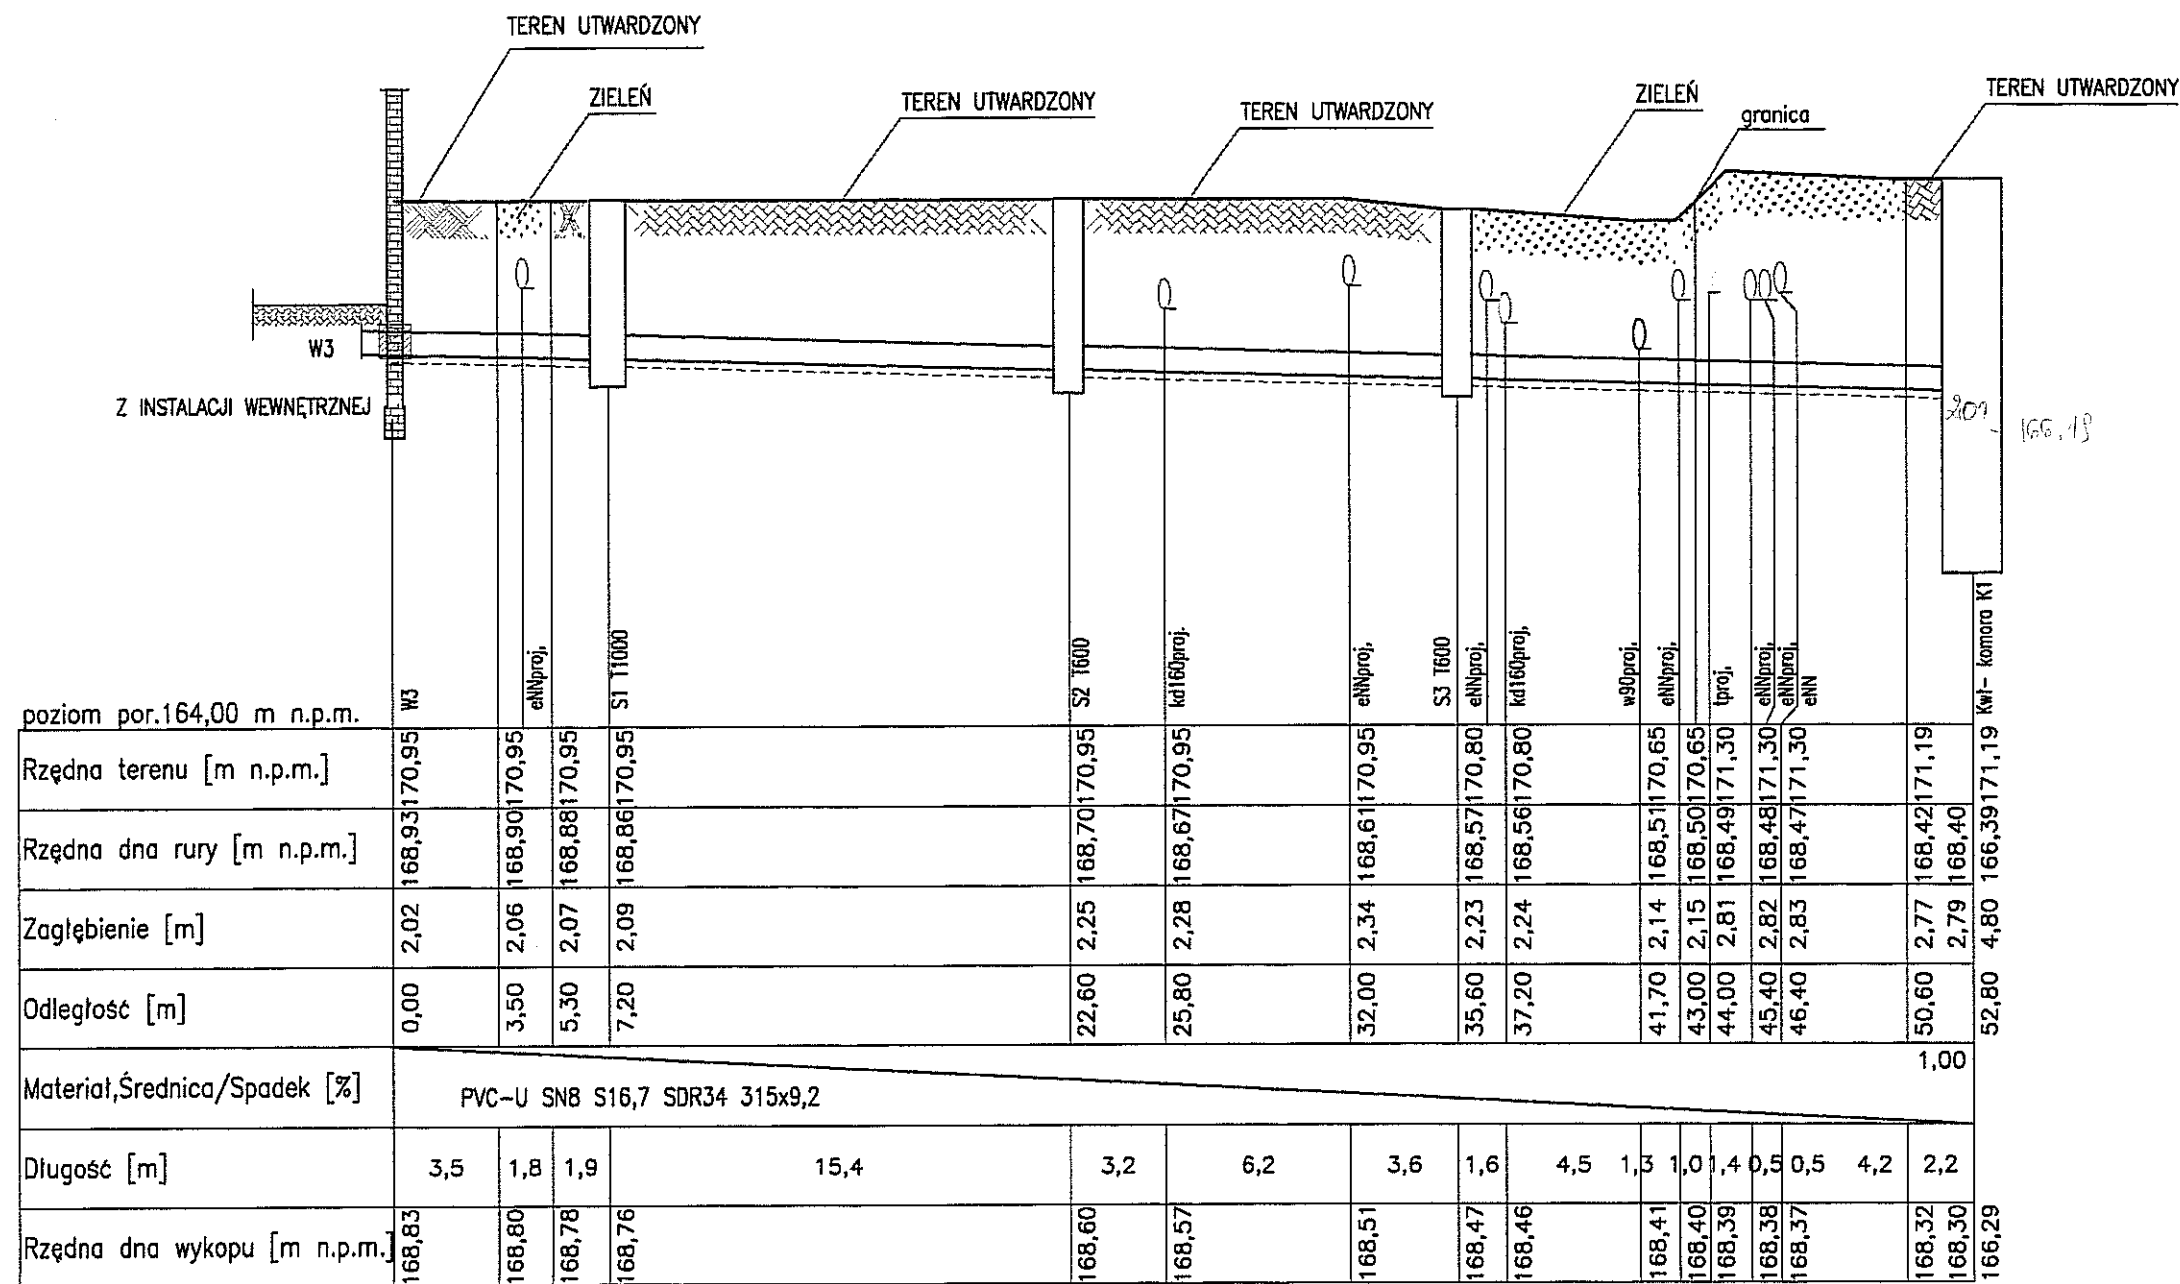 TEREN UTWARDZONY
ZIELEŃ
TEREN UTWARDZONY
TEREN UTWARDZONY
ZIELEŃ
granica
TEREN UTWARDZONY
W3
Z INSTALACJI WEWNĘTRZNEJ
201
166,19
poziom por.164,00 m n.p.m.
W3
eNNproj,
S1 T1000
S2 T600
kd160proj.
eNNproj,
S3 T600
eNNproj,
kd160proj,
w90proj,
eNNproj,
tproj,
eNNproj,
eNNproj,
eNN
Kwł- komora K1
Rzędna terenu [m n.p.m.] 170,95 170,95 170,95 170,95 170,95 170,95 170,95 170,80 170,80 170,65 170,65 171,30 171,30 171,30 171,19 171,19
Rzędna dna rury [m n.p.m.] 168,93 168,90 168,88 168,86 168,70 168,67 168,61 168,57 168,56 168,51 168,50 168,49 168,48 168,47 168,42 168,40 166,39
Zagłębienie [m] 2,02 2,06 2,07 2,09 2,25 2,28 2,34 2,23 2,24 2,14 2,15 2,81 2,82 2,83 2,77 2,79 4,80
Odległość [m] 0,00 3,50 5,30 7,20 22,60 25,80 32,00 35,60 37,20 41,70 43,00 44,00 45,40 46,40 50,60 52,80
Materiał,Średnica/Spadek [%] PVC-U SN8 S16,7 SDR34 315x9,2 1,00
Długość [m] 3,5 1,8 1,9 15,4 3,2 6,2 3,6 1,6 4,5 1,3 1,0 1,4 0,5 0,5 4,2 2,2
Rzędna dna wykopu [m n.p.m.] 168,83 168,80 168,78 168,76 168,60 168,57 168,51 168,47 168,46 168,41 168,40 168,39 168,38 168,37 168,32 168,30 166,29